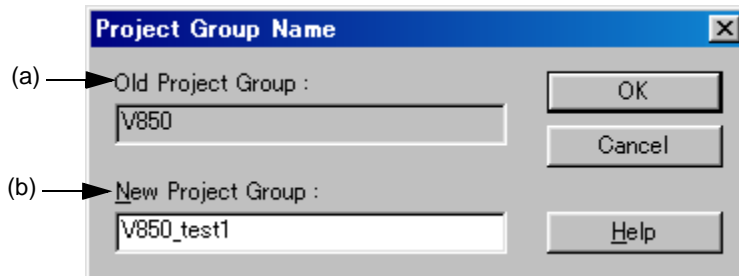 Project Group Name
(a) Old Project Group :
OK
V850
Cancel
(b) New Project Group :
V850_test1
Help